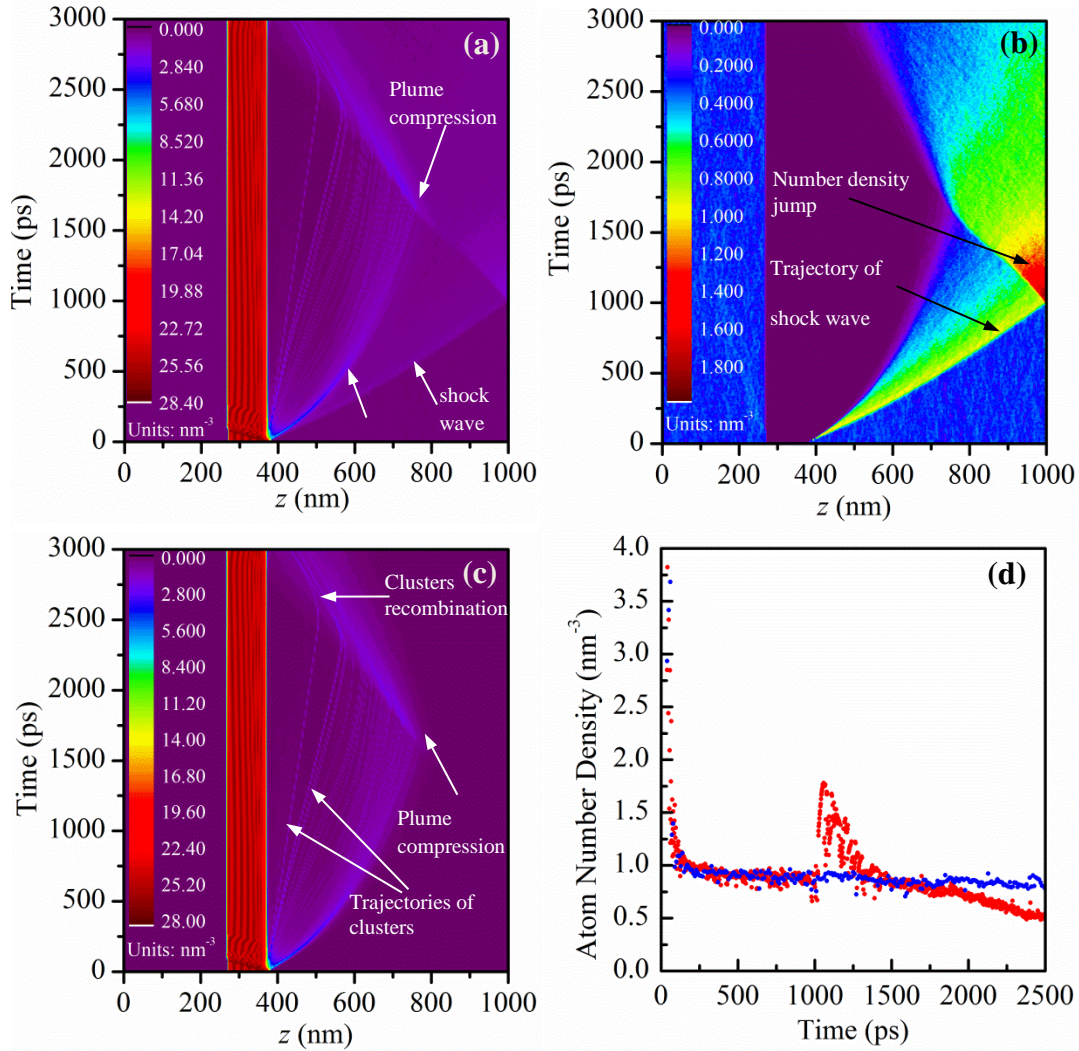 (a)
3000
2500
2000
1500
1000
500
0
Time (ps)
0.000
2.840
5.680
8.520
11.36
14.20
17.04
19.88
22.72
25.56
28.40
Units: nm⁻³
Plume
compression
shock
wave
0 200 400 600 800 1000
z (nm)
(b)
3000
2500
2000
1500
1000
500
0
Time (ps)
0.000
0.2000
0.4000
0.6000
0.8000
1.000
1.200
1.400
1.600
1.800
Units: nm⁻³
Number density
jump
Trajectory of
shock wave
0 200 400 600 800 1000
z (nm)
(c)
3000
2500
2000
1500
1000
500
0
Time (ps)
0.000
2.800
5.600
8.400
11.20
14.00
16.80
19.60
22.40
25.20
28.00
Units: nm⁻³
Clusters
recombination
Plume
compression
Trajectories of
clusters
0 200 400 600 800 1000
z (nm)
(d)
4.0
3.5
3.0
2.5
2.0
1.5
1.0
0.5
0.0
Atom Number Density (nm⁻³)
0 500 1000 1500 2000 2500
Time (ps)